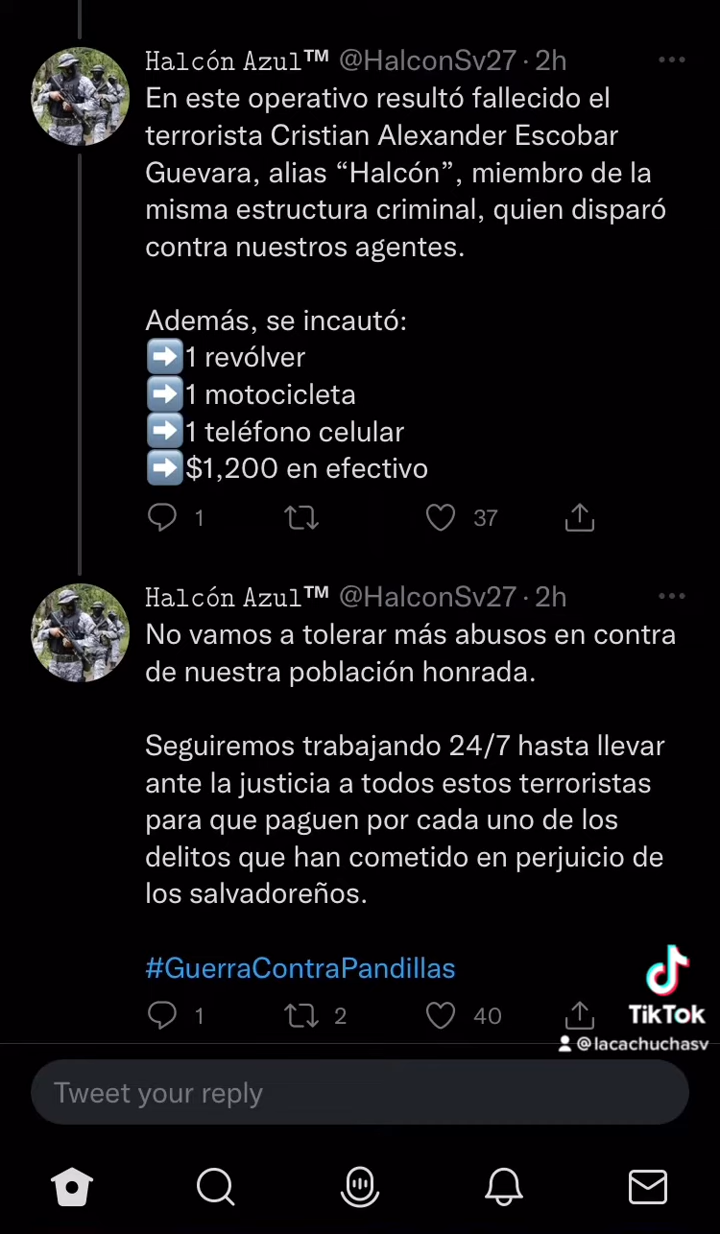 Halcón Azul™ @HalconSv27 · 2h
En este operativo resultó fallecido el
terrorista Cristian Alexander Escobar
Guevara, alias “Halcón”, miembro de la
misma estructura criminal, quien disparó
contra nuestros agentes.
Además, se incautó:
➡️1 revólver
➡️1 motocicleta
➡️1 teléfono celular
➡️$1,200 en efectivo
1 37
Halcón Azul™ @HalconSv27 · 2h
No vamos a tolerar más abusos en contra
de nuestra población honrada.
Seguiremos trabajando 24/7 hasta llevar
ante la justicia a todos estos terroristas
para que paguen por cada uno de los
delitos que han cometido en perjuicio de
los salvadoreños.
#GuerraContraPandillas
1 2 40
TikTok
@lacachuchasv
Tweet your reply